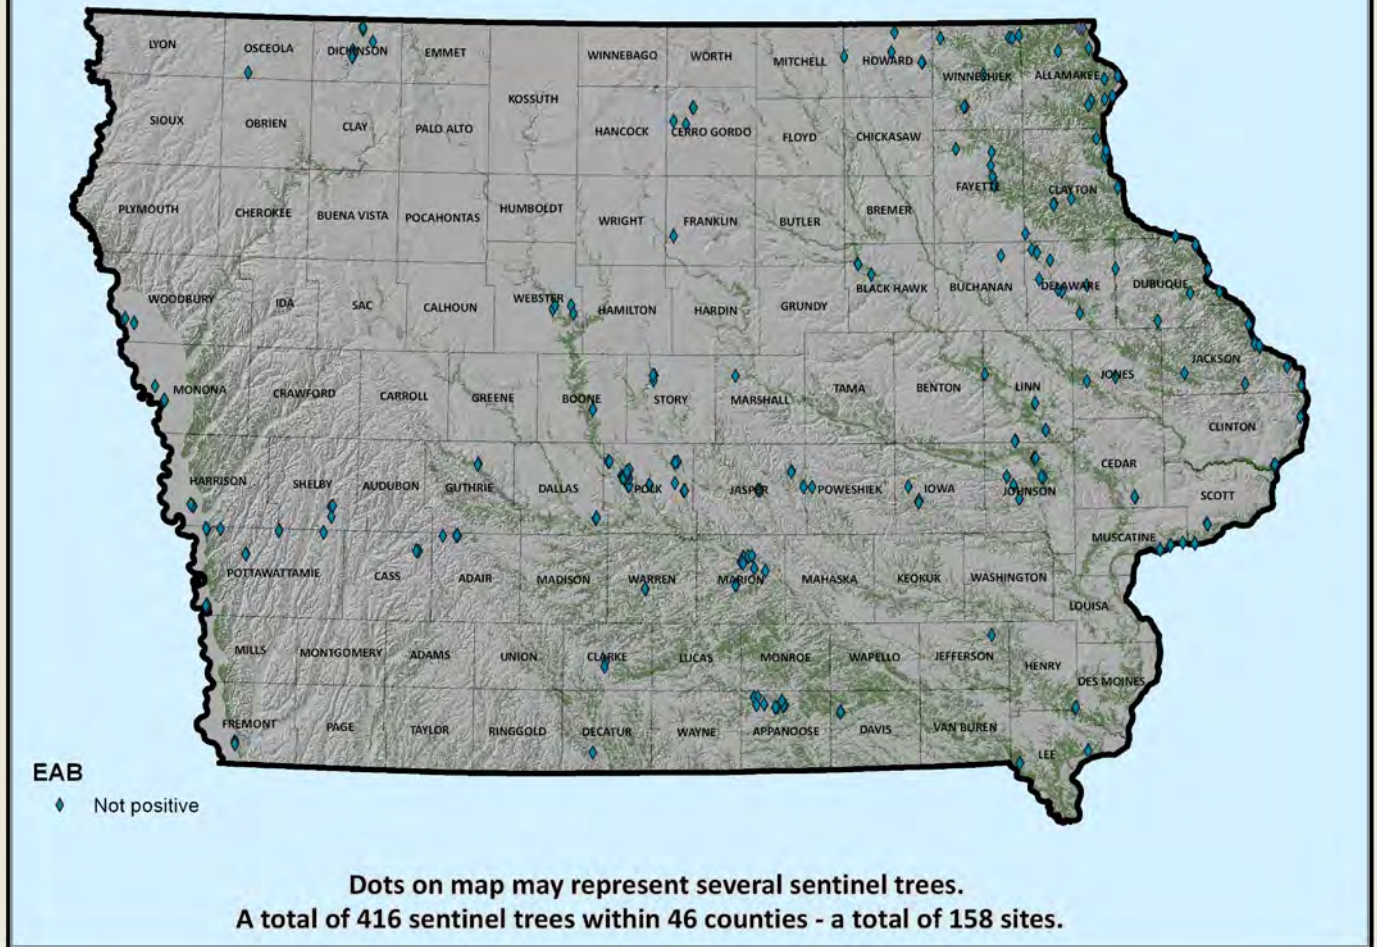 LYON
OSCEOLA
DICKINSON
EMMET
WINNEBAGO
WORTH
MITCHELL
HOWARD
WINNESHIEK
ALLAMAKEE
KOSSUTH
SIOUX
OBRIEN
CLAY
PALO ALTO
HANCOCK
CERRO GORDO
FLOYD
CHICKASAW
FAYETTE
CLAYTON
PLYMOUTH
CHEROKEE
BUENA VISTA
POCAHONTAS
HUMBOLDT
WRIGHT
FRANKLIN
BUTLER
BREMER
WOODBURY
IDA
SAC
CALHOUN
WEBSTER
HAMILTON
HARDIN
GRUNDY
BLACK HAWK
BUCHANAN
DELAWARE
DUBUQUE
JACKSON
MONONA
CRAWFORD
CARROLL
GREENE
BOONE
STORY
MARSHALL
TAMA
BENTON
LINN
JONES
CLINTON
HARRISON
SHELBY
AUDUBON
GUTHRIE
DALLAS
POLK
JASPER
POWESHIEK
IOWA
JOHNSON
CEDAR
SCOTT
MUSCATINE
POTTAWATTAMIE
CASS
ADAIR
MADISON
WARREN
MARION
MAHASKA
KEOKUK
WASHINGTON
LOUISA
MILLS
MONTGOMERY
ADAMS
UNION
CLARKE
LUCAS
MONROE
WAPELLO
JEFFERSON
HENRY
DES MOINES
FREMONT
PAGE
TAYLOR
RINGGOLD
DECATUR
WAYNE
APPANOOSE
DAVIS
VAN BUREN
LEE
EAB
Not positive
Dots on map may represent several sentinel trees.
A total of 416 sentinel trees within 46 counties - a total of 158 sites.